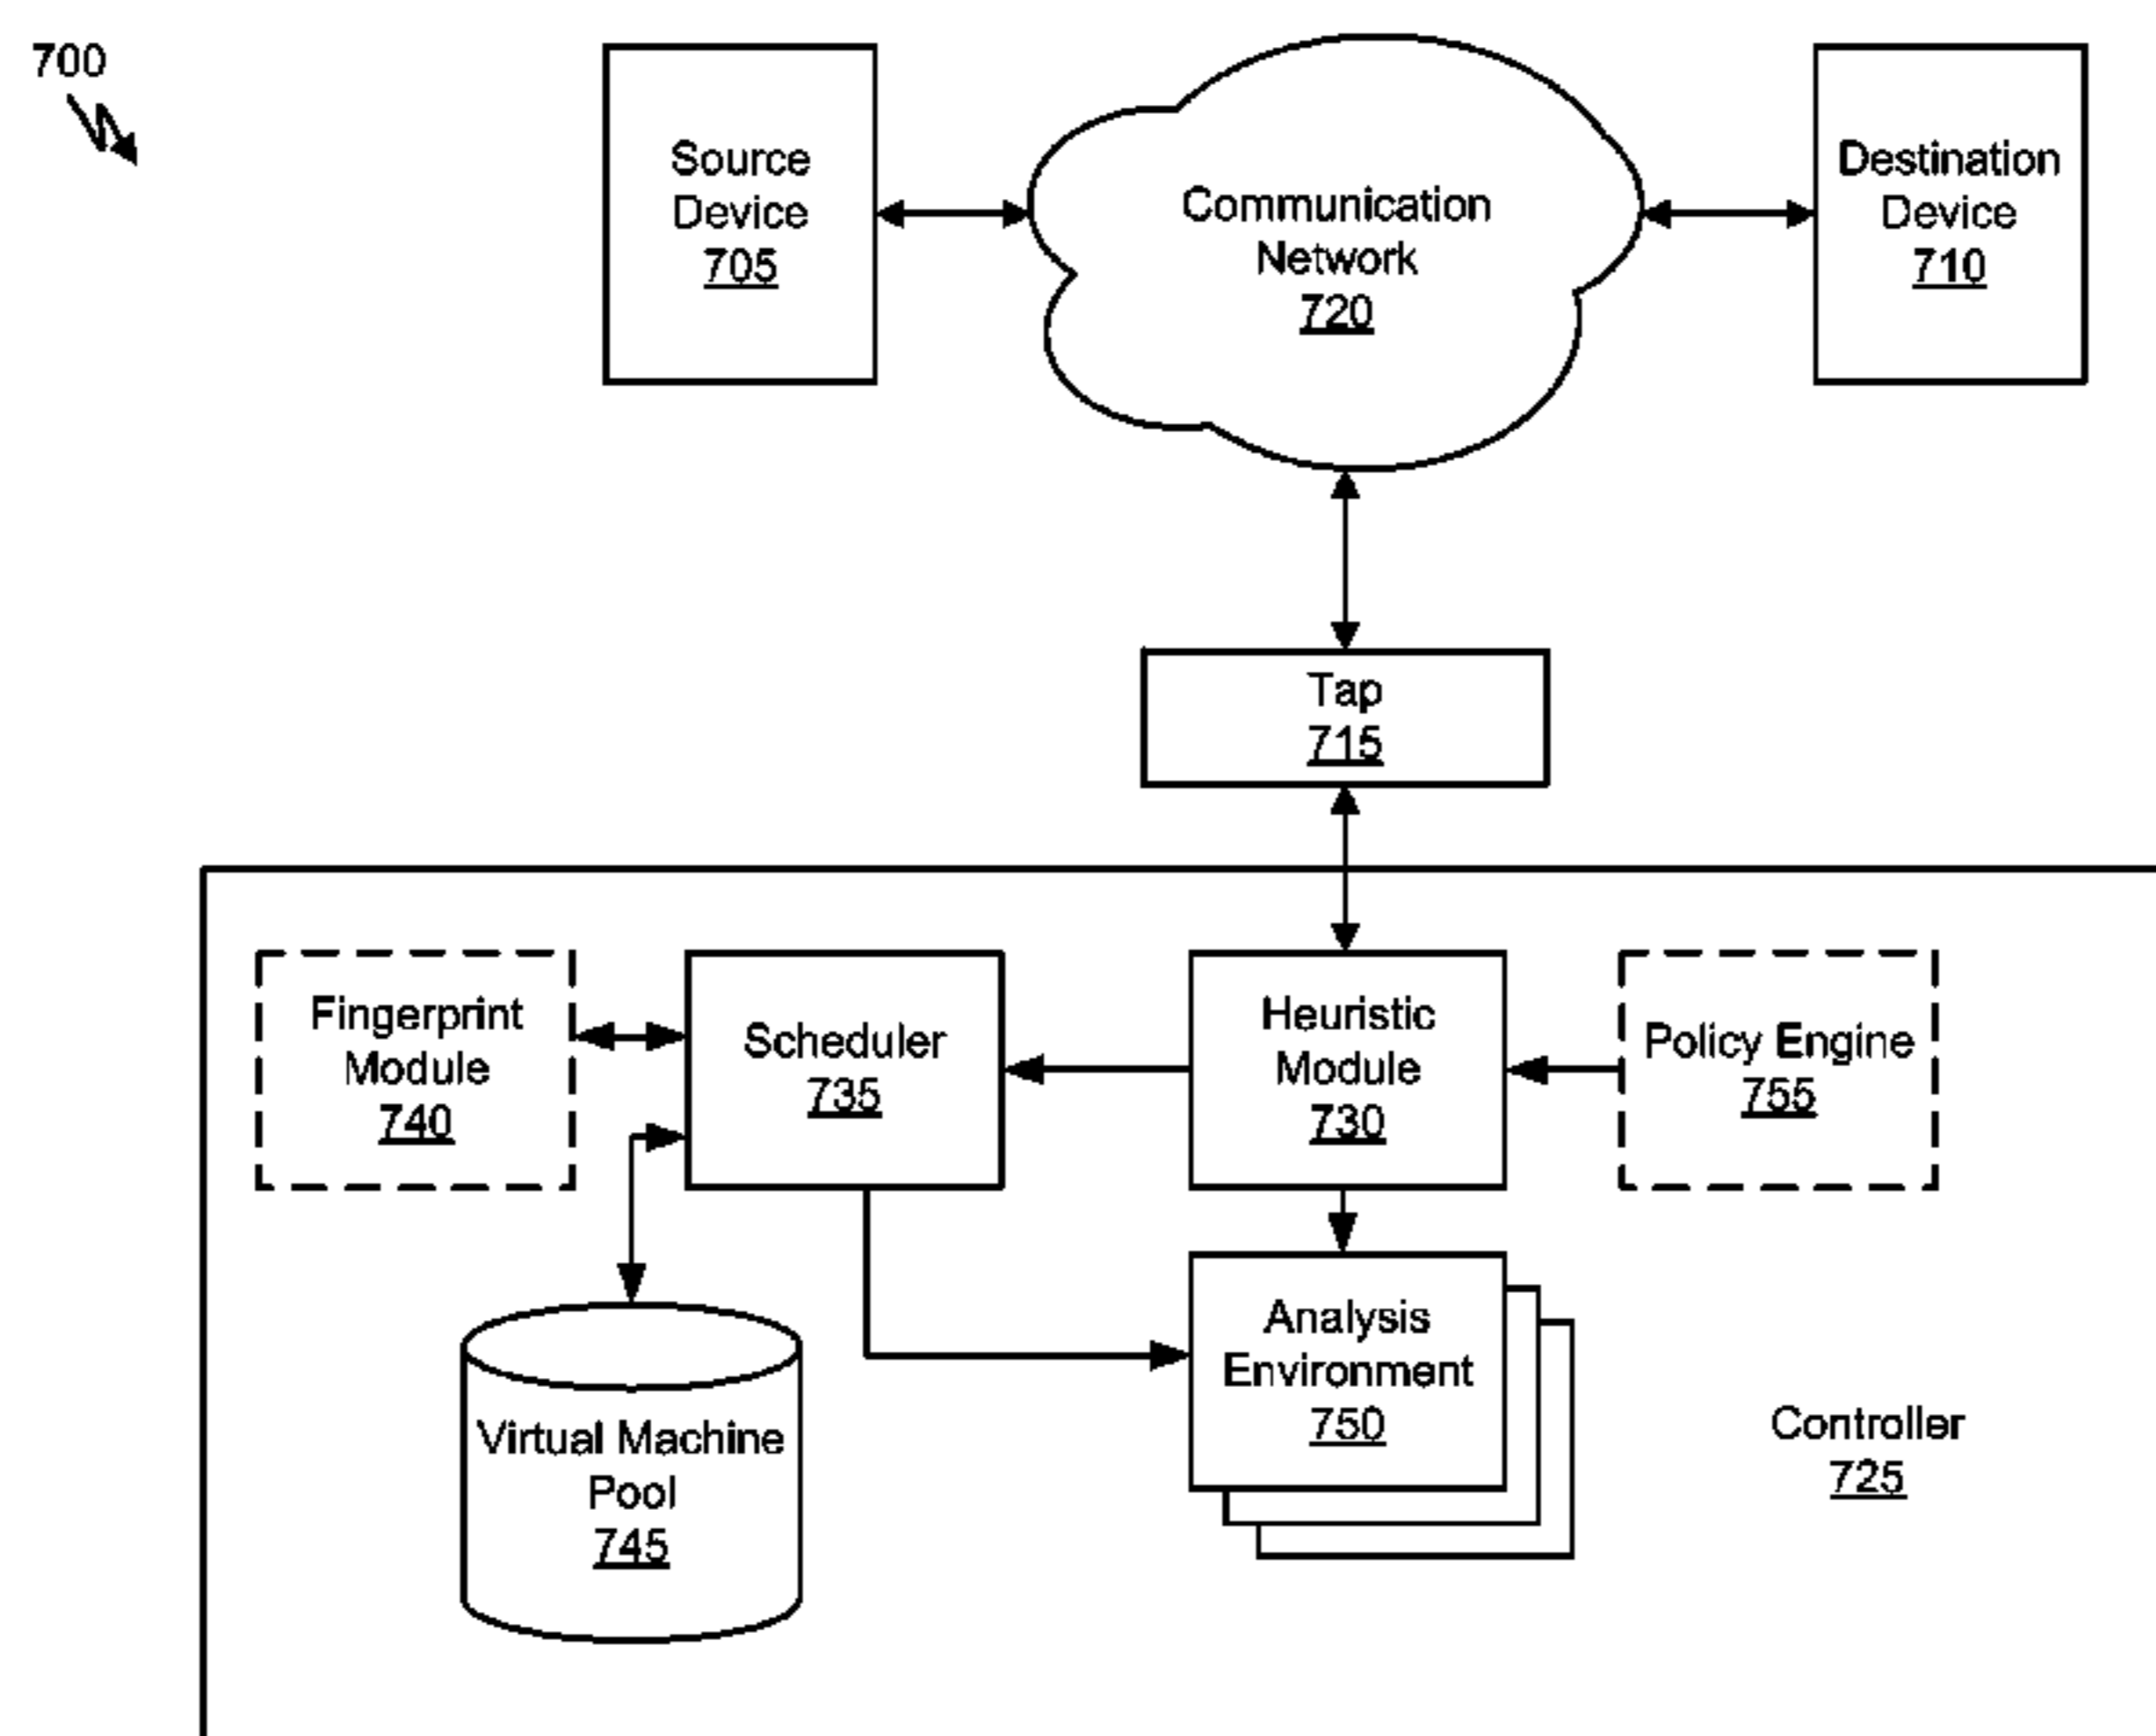 700
Source
Device
705
Communication
Network
720
Destination
Device
710
Tap
715
Fingerprint
Module
740
Scheduler
735
Heuristic
Module
730
Policy Engine
755
Virtual Machine
Pool
745
Analysis
Environment
750
Controller
725